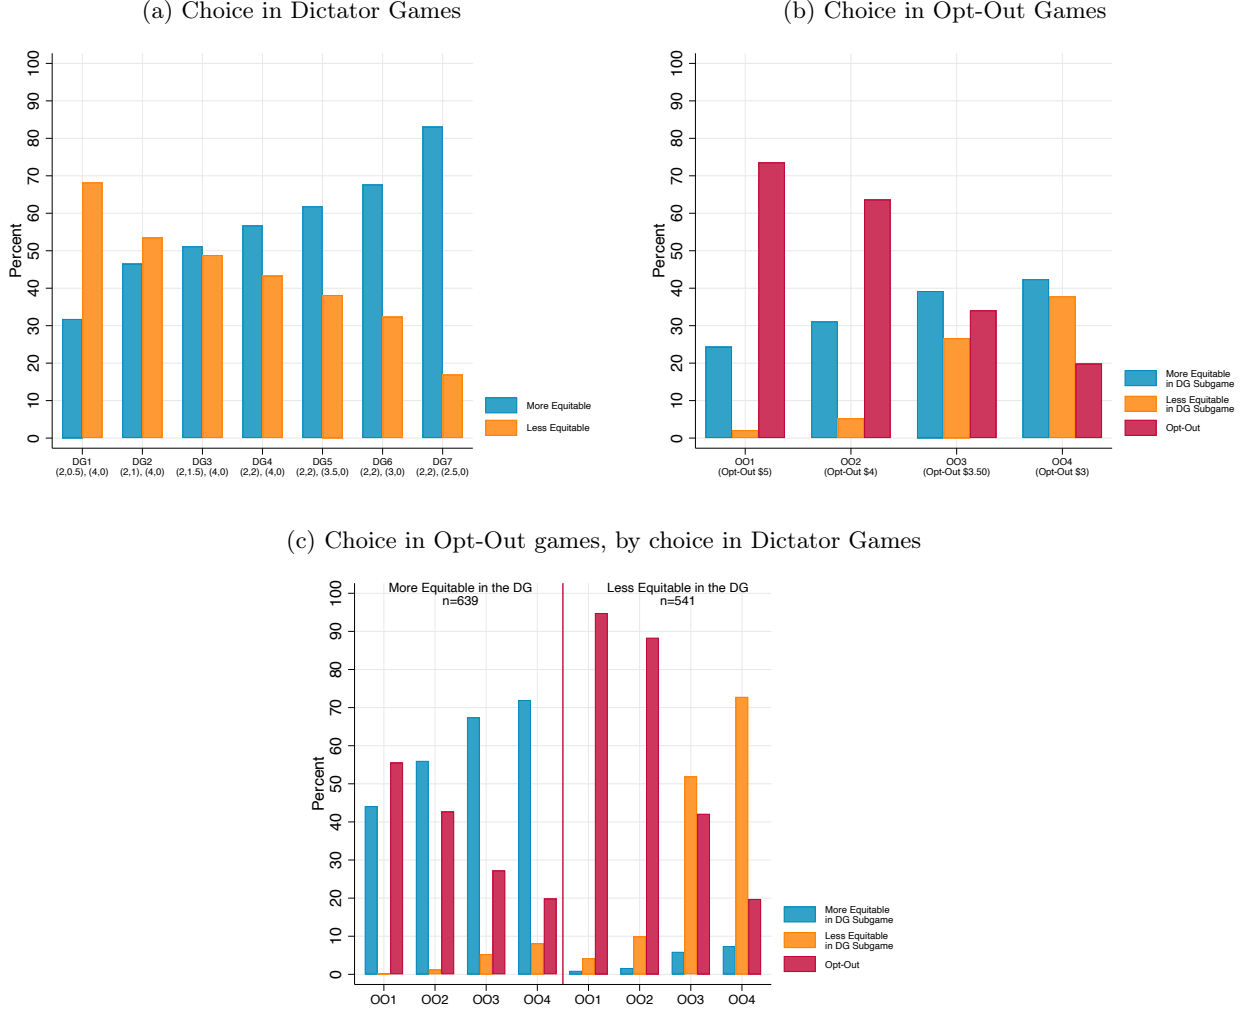 (a) Choice in Dictator Games
100
90
80
70
60
50
40
30
20
10
0
Percent
DG1
(2,0.5), (4,0)
DG2
(2,1), (4,0)
DG3
(2,1.5), (4,0)
DG4
(2,2), (4,0)
DG5
(2,2), (3.5,0)
DG6
(2,2), (3,0)
DG7
(2,2), (2.5,0)
More Equitable
Less Equitable
(b) Choice in Opt-Out Games
100
90
80
70
60
50
40
30
20
10
0
Percent
OO1
(Opt-Out $5)
OO2
(Opt-Out $4)
OO3
(Opt-Out $3.50)
OO4
(Opt-Out $3)
More Equitable
in DG Subgame
Less Equitable
in DG Subgame
Opt-Out
(c) Choice in Opt-Out games, by choice in Dictator Games
More Equitable in the DG
n=639
Less Equitable in the DG
n=541
100
90
80
70
60
50
40
30
20
10
0
Percent
OO1
OO2
OO3
OO4
OO1
OO2
OO3
OO4
More Equitable
in DG Subgame
Less Equitable
in DG Subgame
Opt-Out